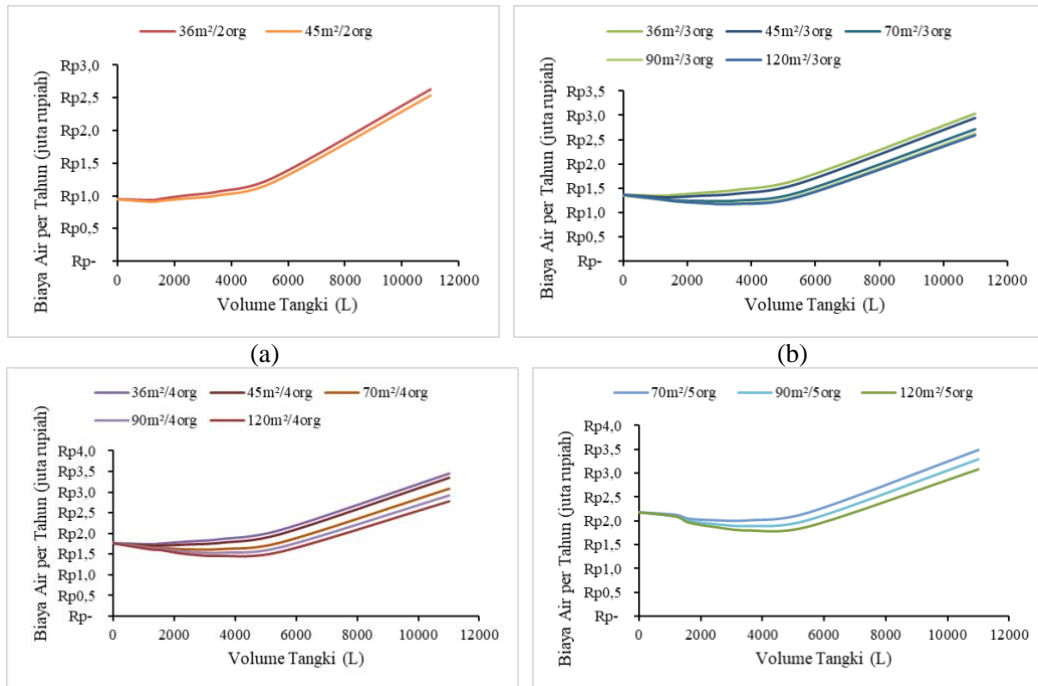 36m²/2org 45m²/2org
Biaya Air per Tahun (juta rupiah)
Rp3,0
Rp2,5
Rp2,0
Rp1,5
Rp1,0
Rp0,5
Rp-
0 2000 4000 6000 8000 10000 12000
Volume Tangki (L)
(a)
36m²/3org 45m²/3org 70m²/3org
90m²/3org 120m²/3org
Biaya Air per Tahun (juta rupiah)
Rp3,5
Rp3,0
Rp2,5
Rp2,0
Rp1,5
Rp1,0
Rp0,5
Rp-
0 2000 4000 6000 8000 10000 12000
Volume Tangki (L)
(b)
36m²/4org 45m²/4org 70m²/4org
90m²/4org 120m²/4org
Biaya Air per Tahun (juta rupiah)
Rp4,0
Rp3,5
Rp3,0
Rp2,5
Rp2,0
Rp1,5
Rp1,0
Rp0,5
Rp-
0 2000 4000 6000 8000 10000 12000
Volume Tangki (L)
70m²/5org 90m²/5org 120m²/5org
Biaya Air per Tahun (juta rupiah)
Rp4,0
Rp3,5
Rp3,0
Rp2,5
Rp2,0
Rp1,5
Rp1,0
Rp0,5
Rp-
0 2000 4000 6000 8000 10000 12000
Volume Tangki (L)